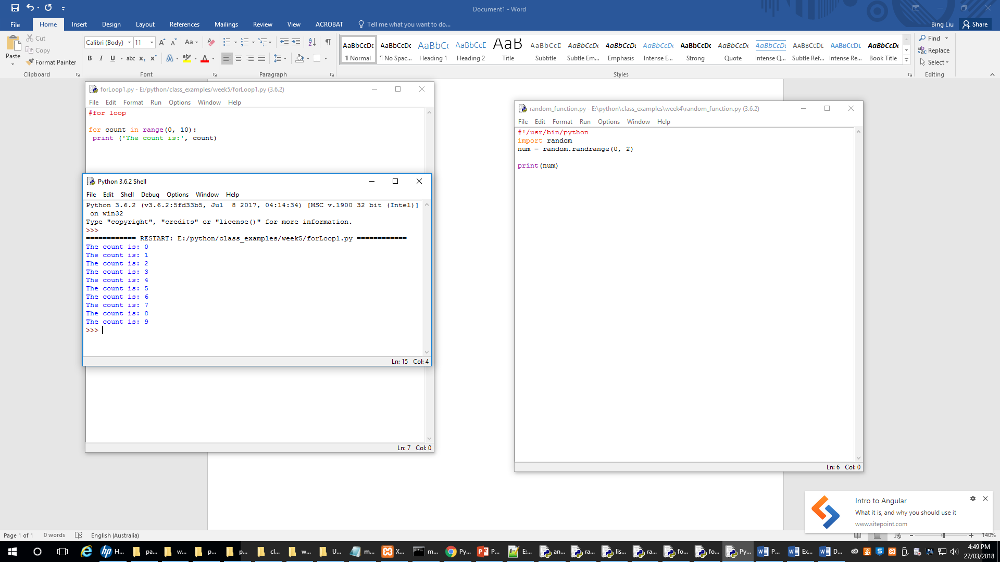 Document1 - Word
File Home Insert Design Layout References Mailings Review View ACROBAT Tell me what you want to do... Bing Liu Share
Paste
Cut
Copy
Format Painter
Clipboard
Calibri (Body) 11
Font
Paragraph
AaBbCcDc AaBbCcDc AaBbCc AaBbCcD AaB AaBbCcD AaBbCcDc AaBbCcDc AaBbCcDc AaBbCcDc AaBbCcDc AaBbCcDc AABBCCDD AABBCCDD AaBbCcDc
¶ Normal ¶ No Spac... Heading 1 Heading 2 Title Subtitle Subtle Em... Emphasis Intense E... Strong Quote Intense Q... Subtle Ref... Intense Re... Book Title
Styles
Find
Replace
Select
Editing
forLoop1.py - E:/python/class_examples/week5/forLoop1.py (3.6.2)
File Edit Format Run Options Window Help
#for loop
for count in range(0, 10):
print ('The count is:', count)
Ln: 7 Col: 0
Python 3.6.2 Shell
File Edit Shell Debug Options Window Help
Python 3.6.2 (v3.6.2:5fd33b5, Jul  8 2017, 04:14:34) [MSC v.1900 32 bit (Intel)]
on win32
Type "copyright", "credits" or "license()" for more information.
>>>
============ RESTART: E:/python/class_examples/week5/forLoop1.py ============
The count is: 0
The count is: 1
The count is: 2
The count is: 3
The count is: 4
The count is: 5
The count is: 6
The count is: 7
The count is: 8
The count is: 9
>>>
Ln: 15 Col: 4
random_function.py - E:\python\class_examples\week4\random_function.py (3.6.2)
File Edit Format Run Options Window Help
#!/usr/bin/python
import random
num = random.randrange(0, 2)
print(num)
Ln: 6 Col: 0
Intro to Angular
What it is, and why you should use it
www.sitepoint.com
Page 1 of 1 0 words English (Australia) 140%
H... pa... w... p... p... cl... w... U... m... X... m... Py... P... E:... an... ra... lis... ra... fo... fo... Py... P... Ex... D...
4:49 PM
27/03/2018